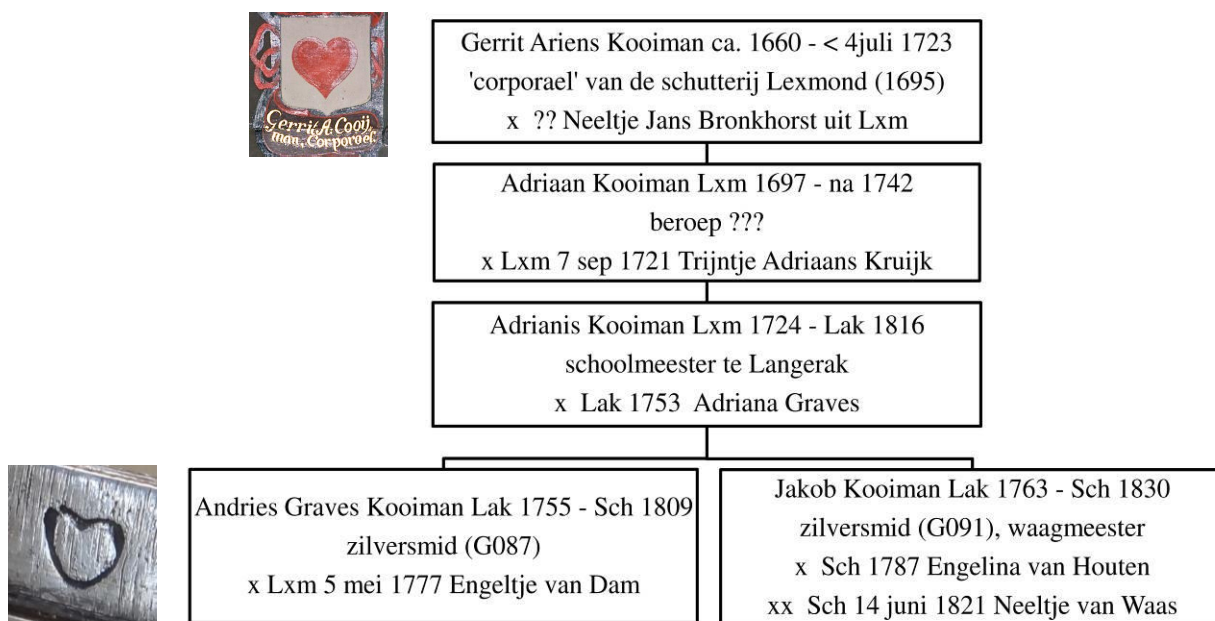 Gerrit Ariens Kooiman ca. 1660 - < 4juli 1723
'corporael' van de schutterij Lexmond (1695)
x ?? Neeltje Jans Bronkhorst uit Lxm
Gerrit A. Cooij,
man, Corporael.
Adriaan Kooiman Lxm 1697 - na 1742
beroep ???
x Lxm 7 sep 1721 Trijntje Adriaans Kruijk
Adrianis Kooiman Lxm 1724 - Lak 1816
schoolmeester te Langerak
x Lak 1753 Adriana Graves
Andries Graves Kooiman Lak 1755 - Sch 1809
zilversmid (G087)
x Lxm 5 mei 1777 Engeltje van Dam
Jakob Kooiman Lak 1763 - Sch 1830
zilversmid (G091), waagmeester
x Sch 1787 Engelina van Houten
xx Sch 14 juni 1821 Neeltje van Waas